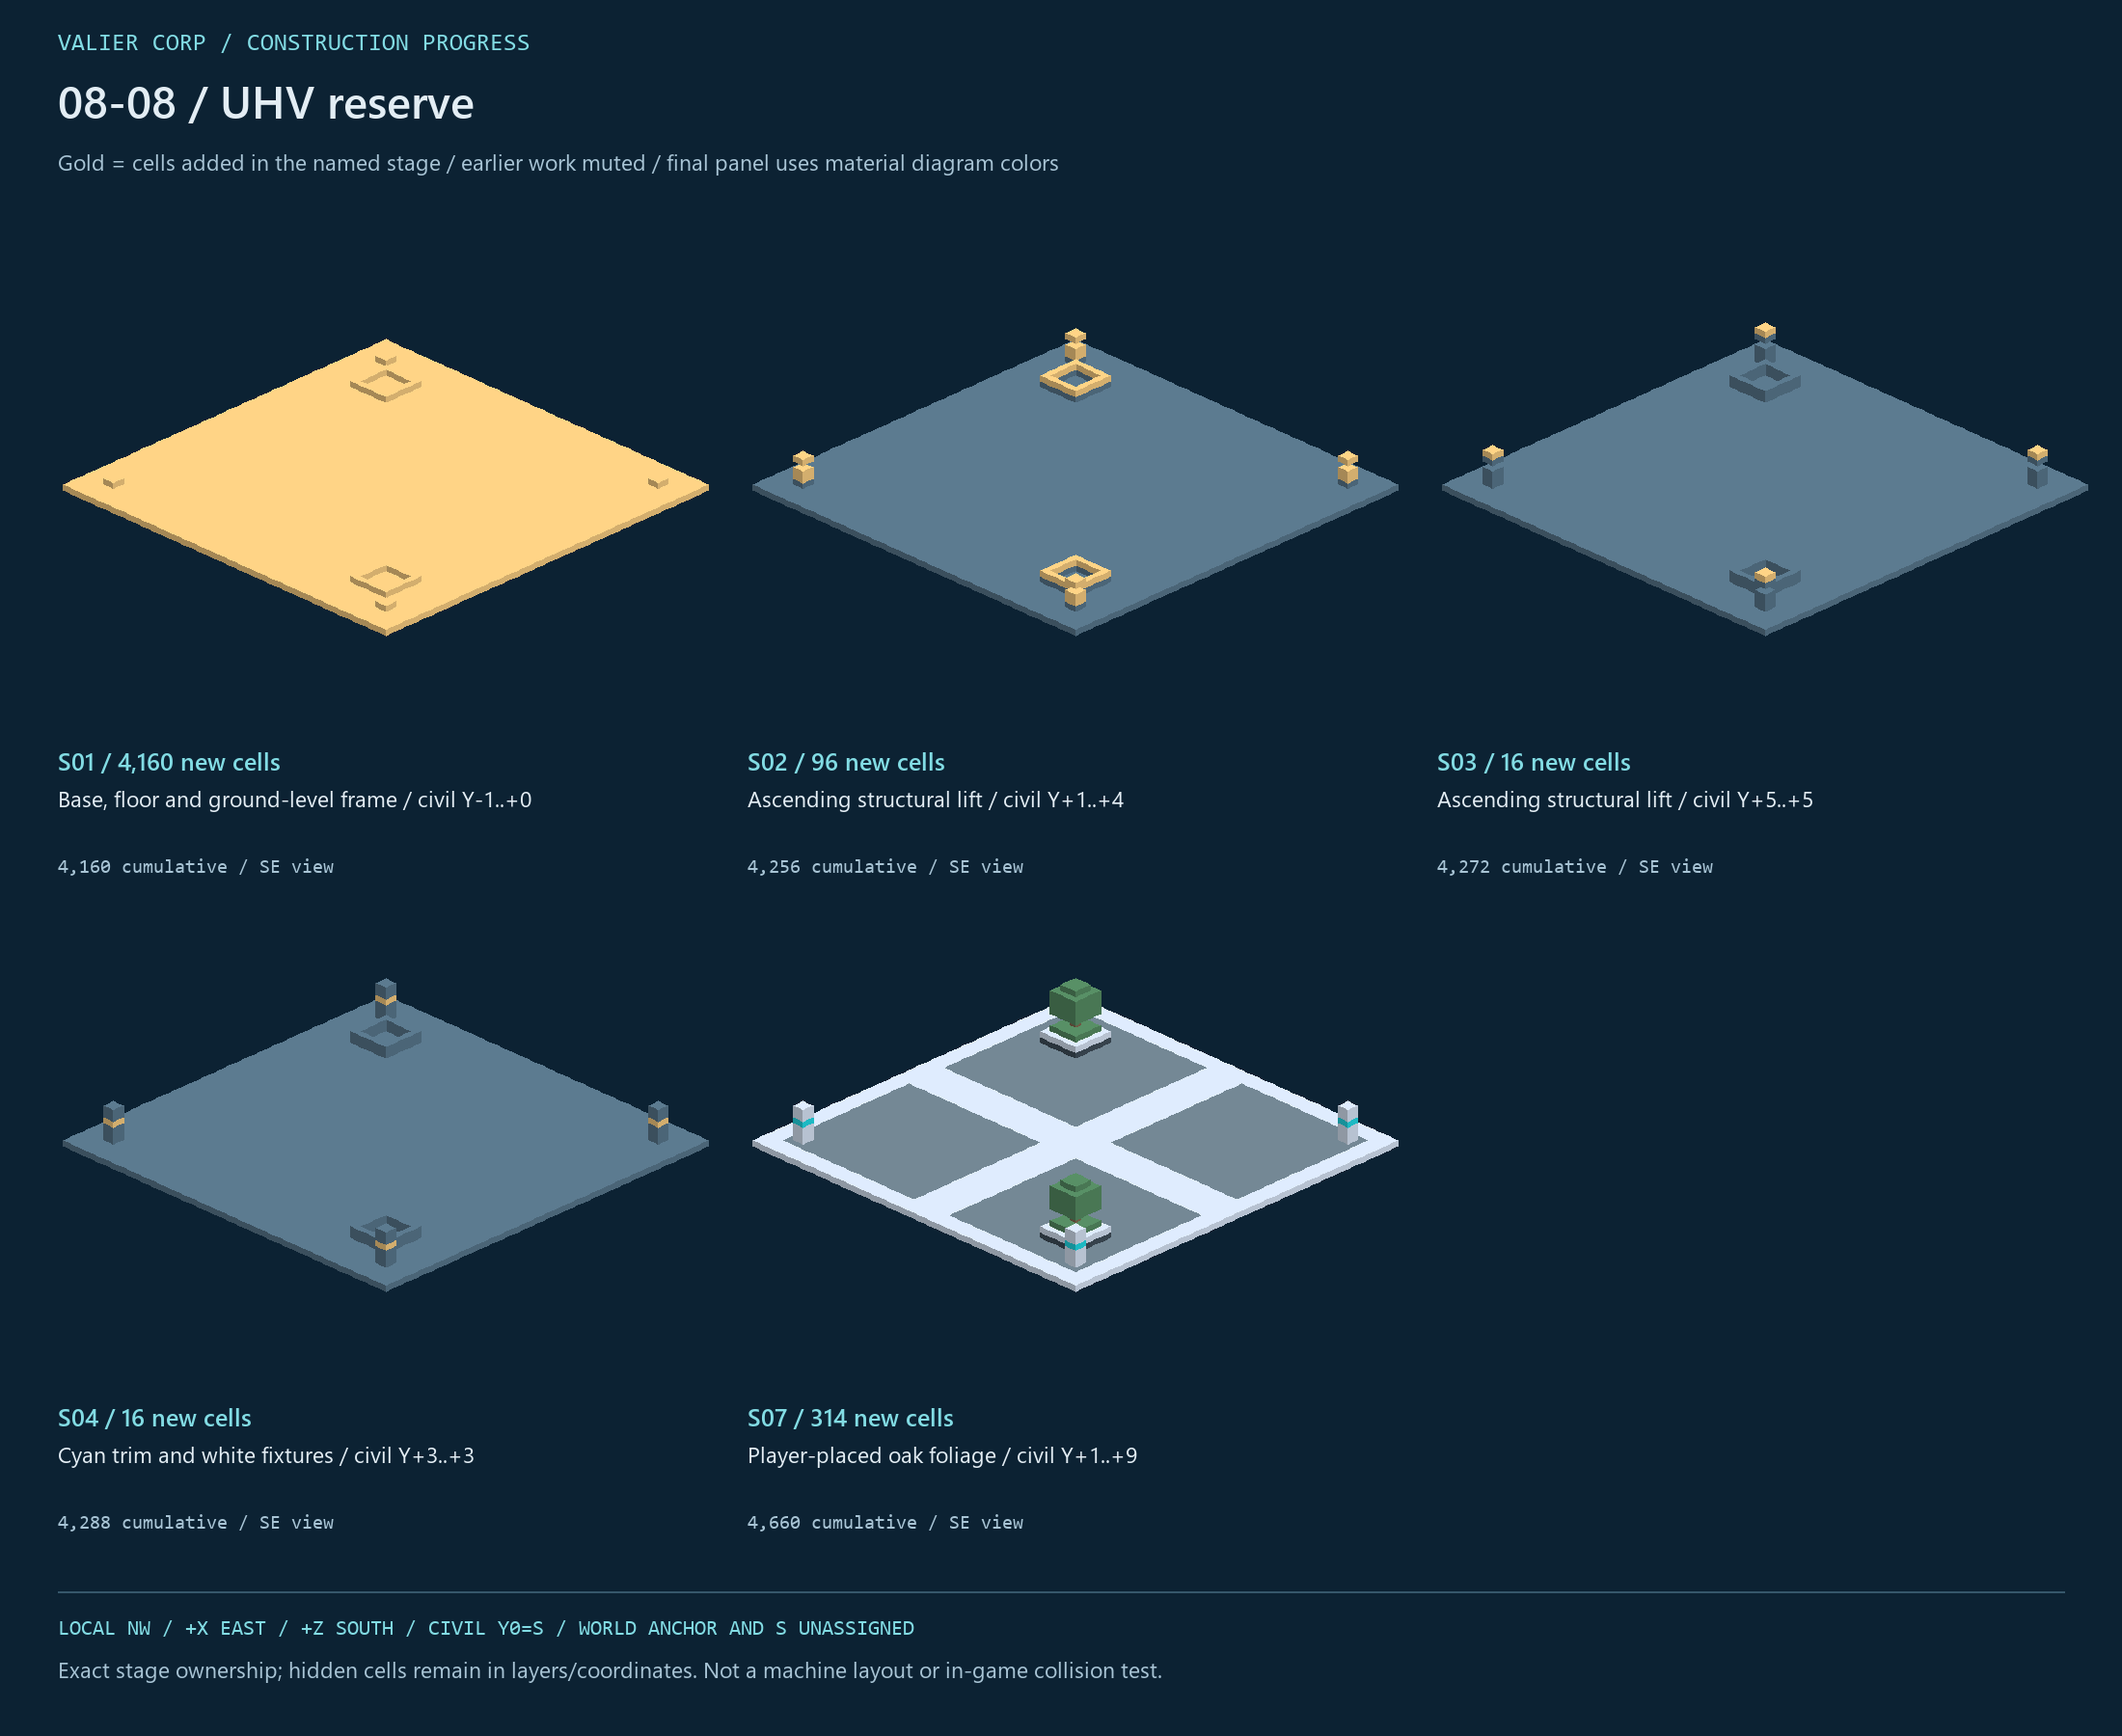 VALIER CORP / CONSTRUCTION PROGRESS
08-08 / UHV reserve
Gold = cells added in the named stage / earlier work muted / final panel uses material diagram colors
S01 / 4,160 new cells
Base, floor and ground-level frame / civil Y-1..+0
4,160 cumulative / SE view
S02 / 96 new cells
Ascending structural lift / civil Y+1..+4
4,256 cumulative / SE view
S03 / 16 new cells
Ascending structural lift / civil Y+5..+5
4,272 cumulative / SE view
S04 / 16 new cells
Cyan trim and white fixtures / civil Y+3..+3
4,288 cumulative / SE view
S07 / 314 new cells
Player-placed oak foliage / civil Y+1..+9
4,660 cumulative / SE view
LOCAL NW / +X EAST / +Z SOUTH / CIVIL Y0=S / WORLD ANCHOR AND S UNASSIGNED
Exact stage ownership; hidden cells remain in layers/coordinates. Not a machine layout or in-game collision test.